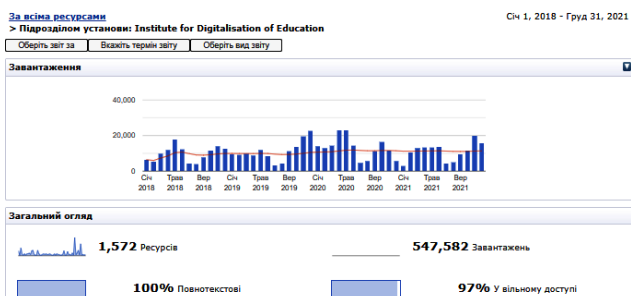 За всіма ресурсами
Січ 1, 2018 - Груд 31, 2021
> Підрозділом установи: Institute for Digitalisation of Education
Оберіть звіт за Вкажіть термін звіту Оберіть вид звіту
Завантаження
40,000
20,000
0
Січ Трав Вер Січ Трав Вер Січ Трав Вер Січ Трав Вер
2018 2018 2018 2019 2019 2019 2020 2020 2020 2021 2021 2021
Загальний огляд
1,572 Ресурсів
547,582 Завантажень
100% Повнотекстові
97% У вільному доступі